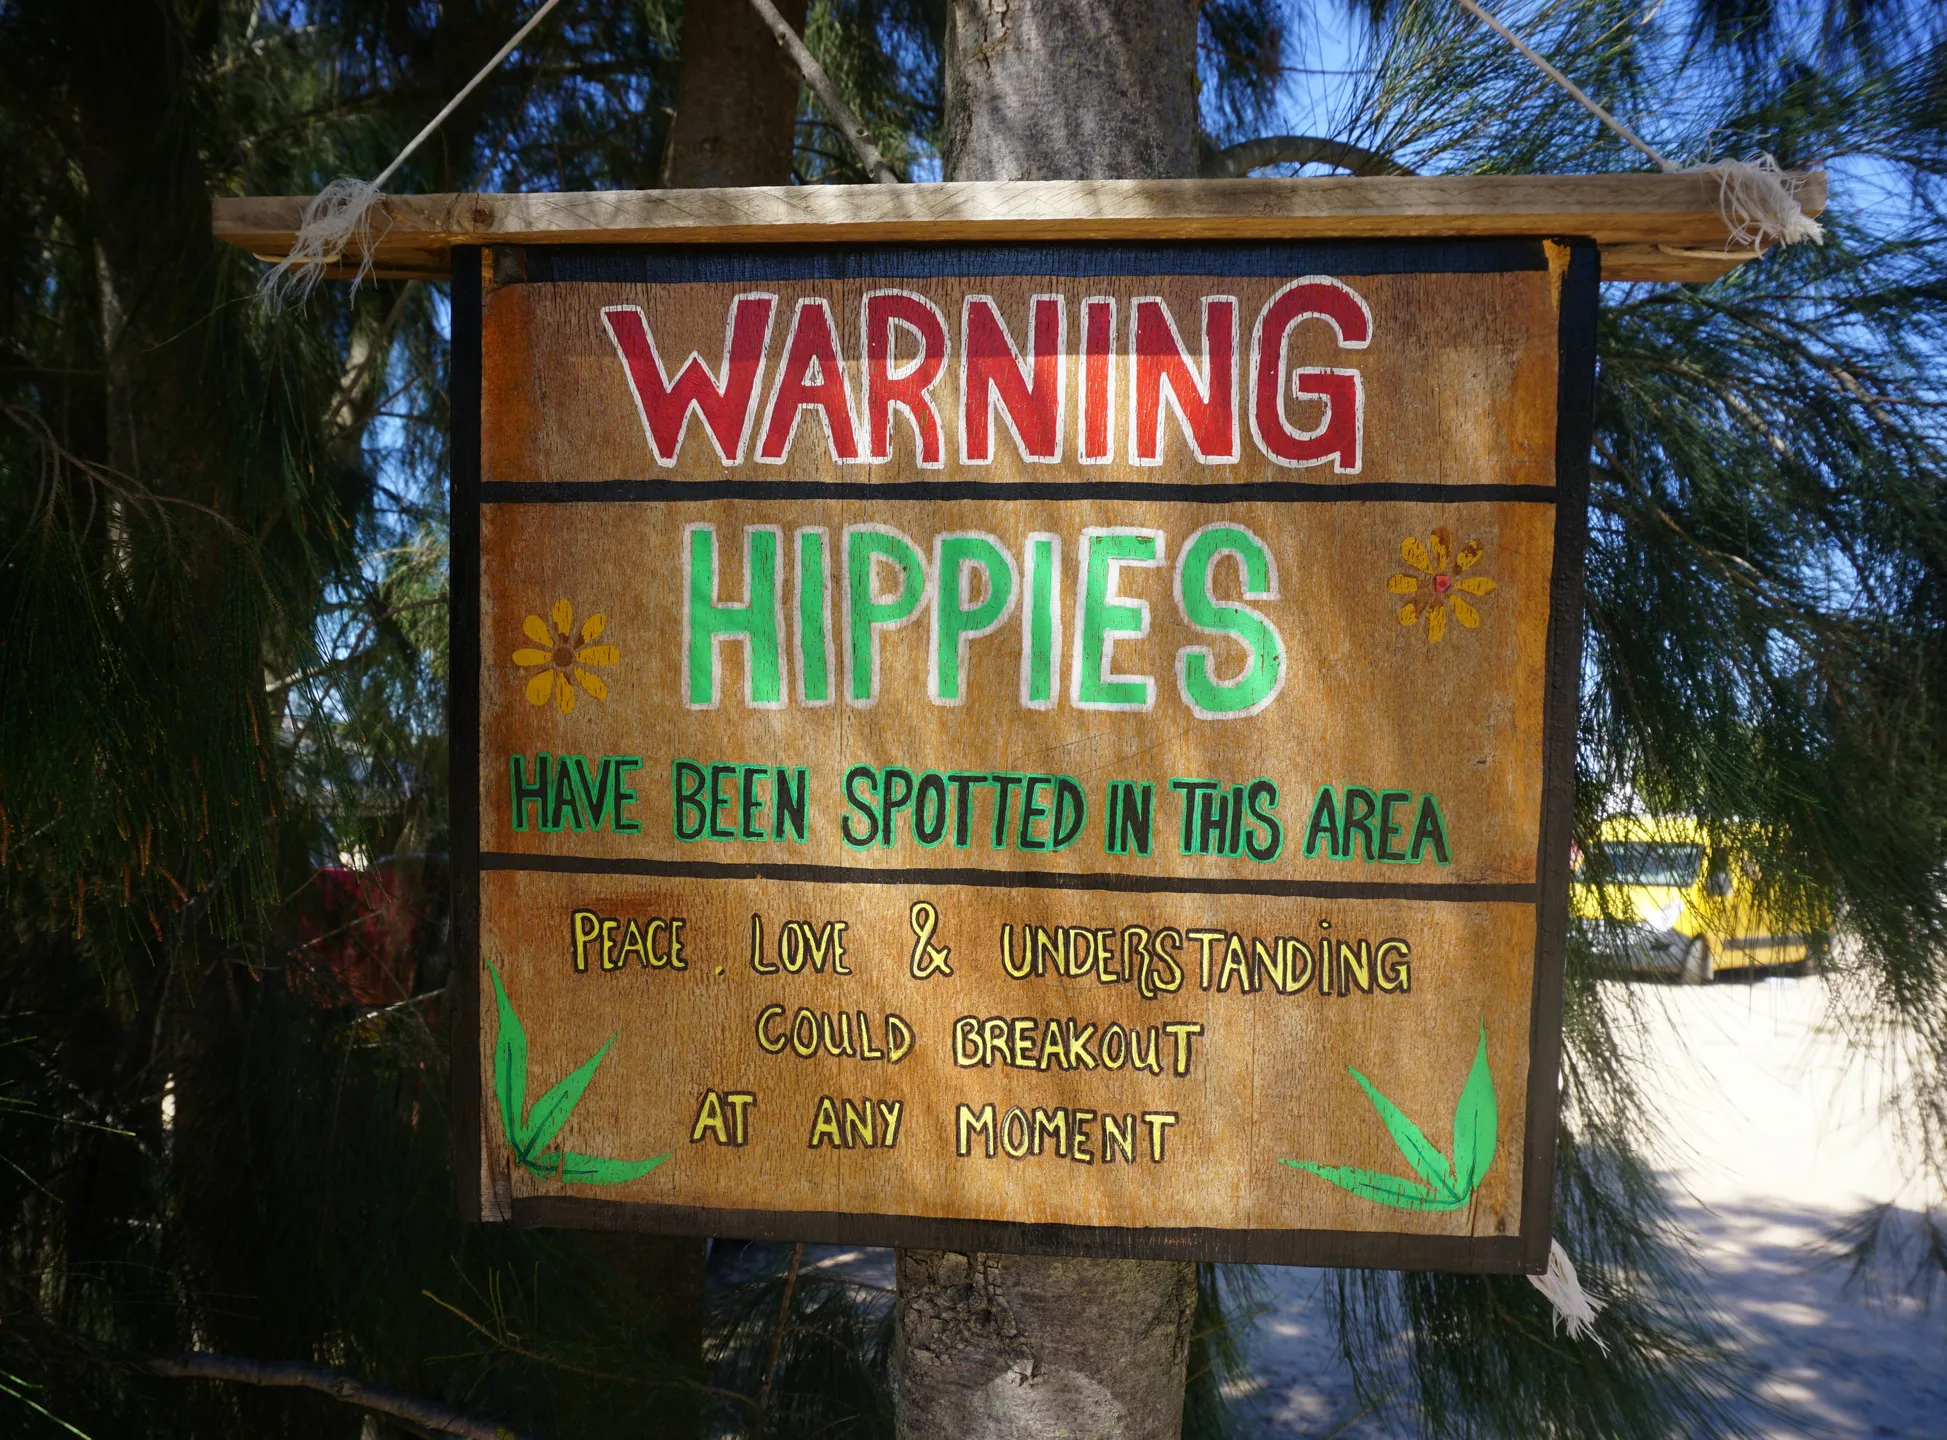 WARNING
HIPPIES
HAVE BEEN SPOTTED IN THIS AREA
PEACE . LOVE & UNDERSTANDING
COULD BREAKOUT
AT ANY MOMENT